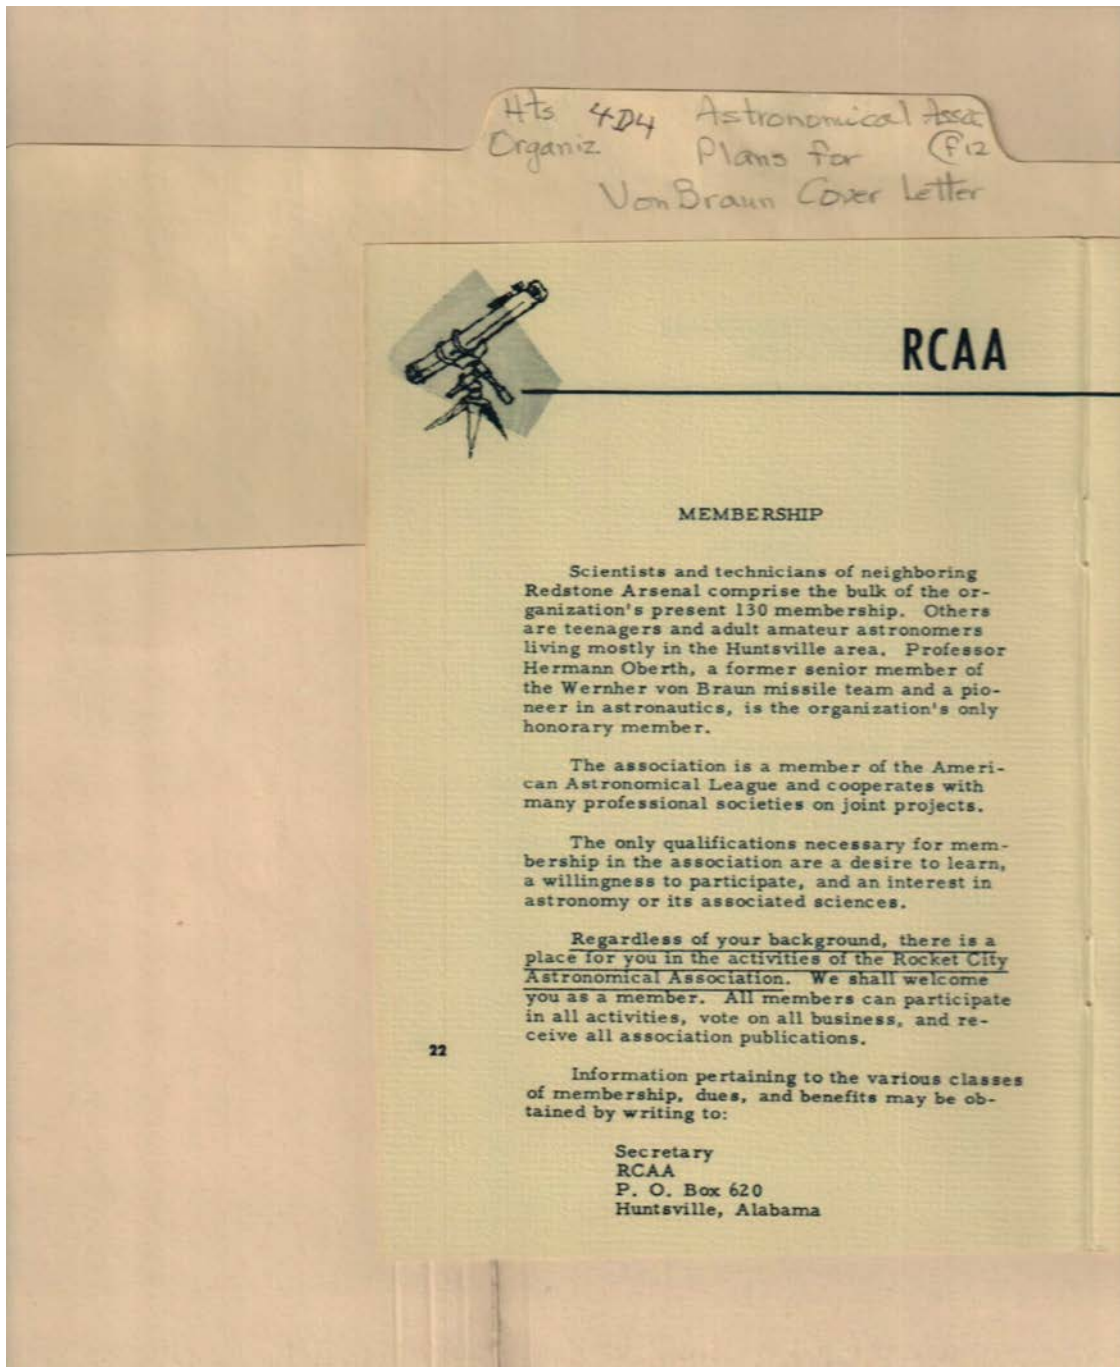 Hts 4D4 Astronomical Assc
Organiz Plans for F12
Von Braun Cover Letter
RCAA
MEMBERSHIP
Scientists and technicians of neighboring
Redstone Arsenal comprise the bulk of the or-
ganization's present 130 membership. Others
are teenagers and adult amateur astronomers
living mostly in the Huntsville area. Professor
Hermann Oberth, a former senior member of
the Wernher von Braun missile team and a pio-
neer in astronautics, is the organization's only
honorary member.
The association is a member of the Ameri-
can Astronomical League and cooperates with
many professional societies on joint projects.
The only qualifications necessary for mem-
bership in the association are a desire to learn,
a willingness to participate, and an interest in
astronomy or its associated sciences.
Regardless of your background, there is a
place for you in the activities of the Rocket City
Astronomical Association. We shall welcome
you as a member. All members can participate
in all activities, vote on all business, and re-
ceive all association publications.
22
Information pertaining to the various classes
of membership, dues, and benefits may be ob-
tained by writing to:
Secretary
RCAA
P. O. Box 620
Huntsville, Alabama